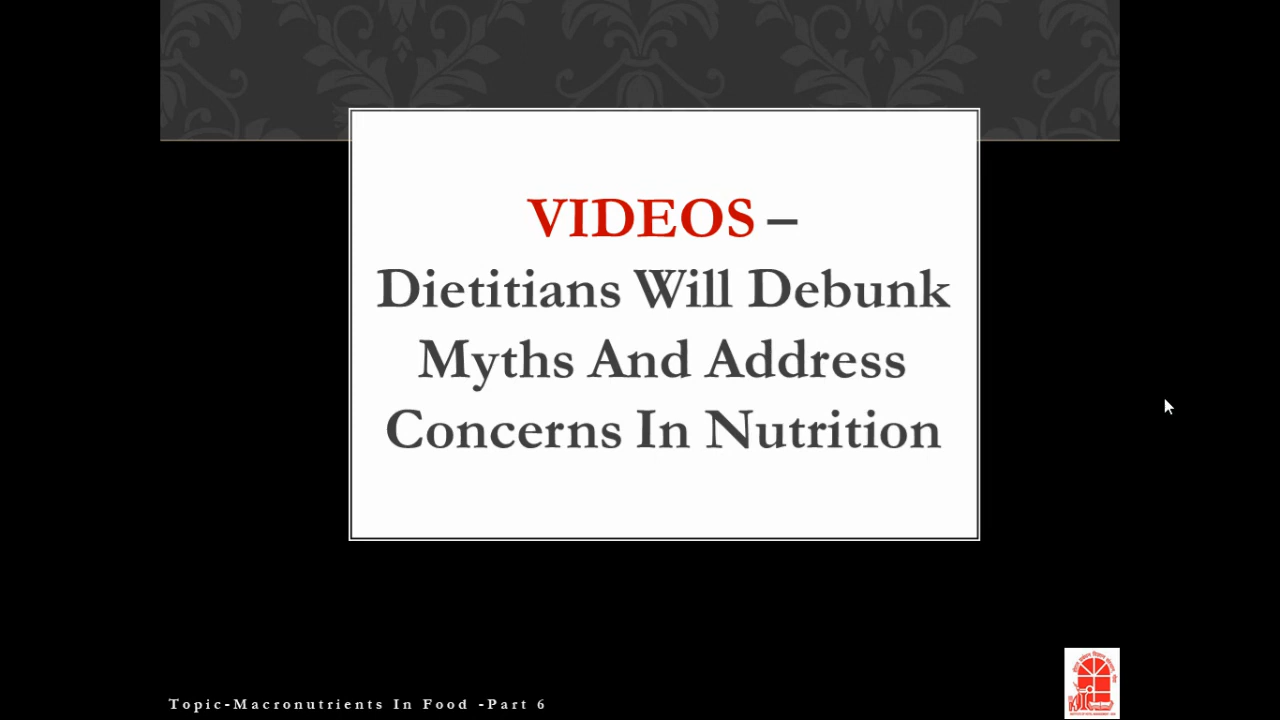 VIDEOS –
Dietitians Will Debunk
Myths And Address
Concerns In Nutrition
Topic-Macronutrients In Food -Part 6